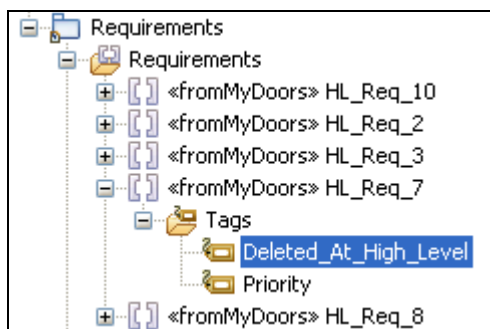 Requirements
Requirements
«fromMyDoors» HL_Req_10
«fromMyDoors» HL_Req_2
«fromMyDoors» HL_Req_3
«fromMyDoors» HL_Req_7
Tags
Deleted_At_High_Level
Priority
«fromMyDoors» HL_Req_8